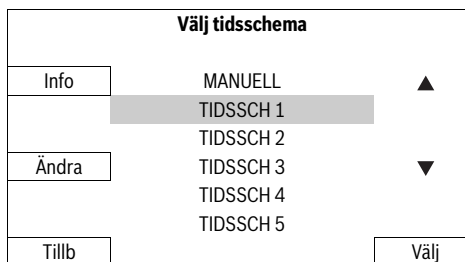 Välj tidsschema
Info MANUELL ▲
TIDSSCH 1
TIDSSCH 2
Ändra TIDSSCH 3 ▼
TIDSSCH 4
TIDSSCH 5
Tillb Välj